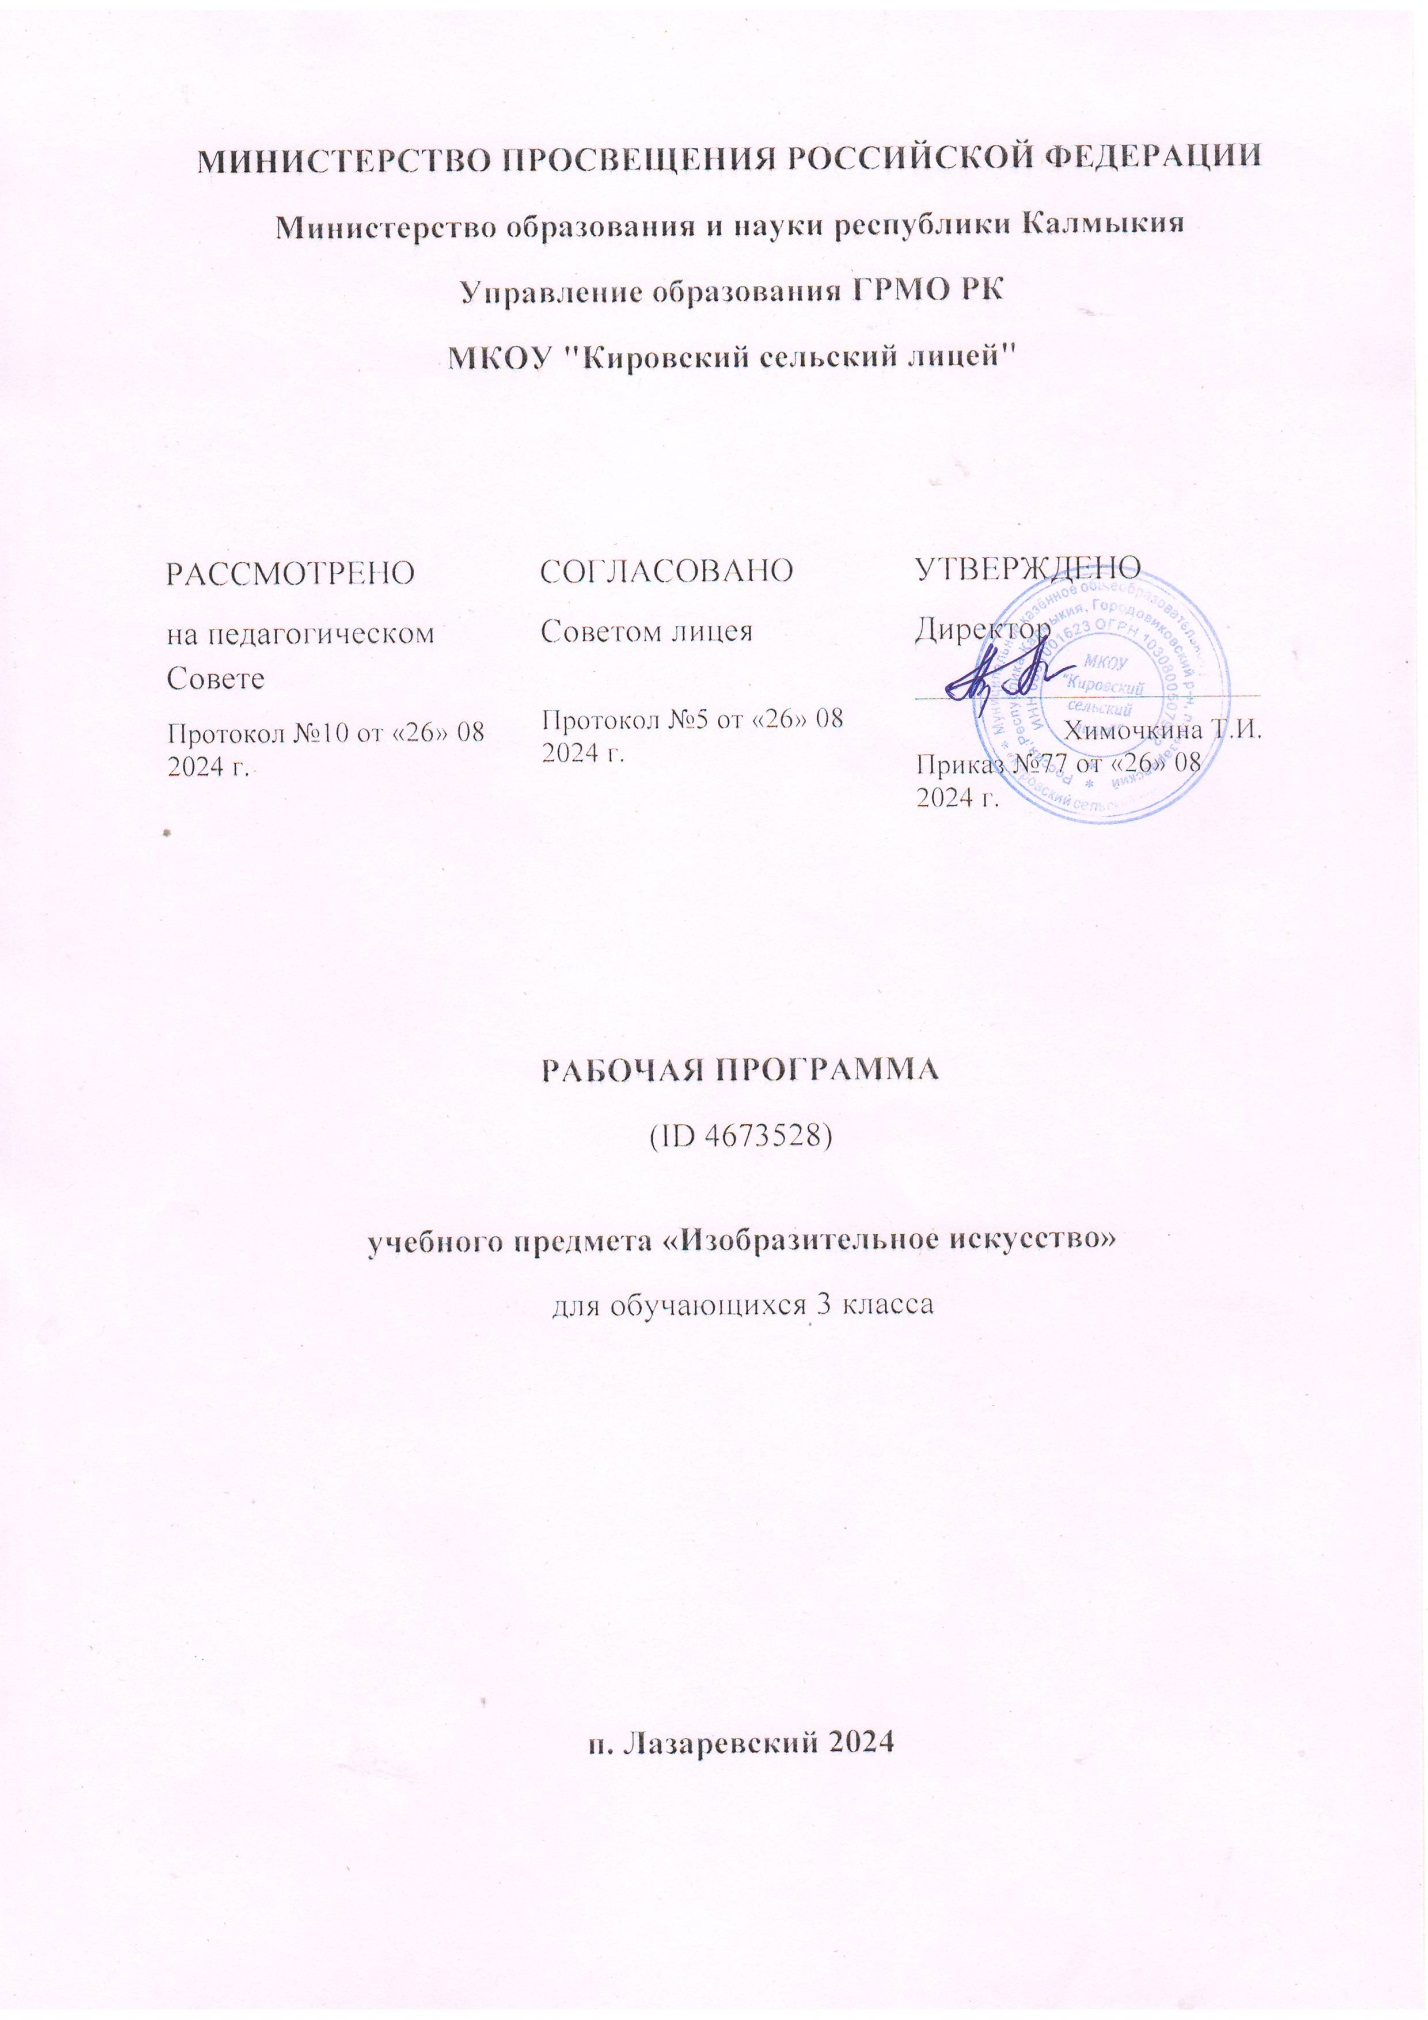 МИНИСТЕРСТВО ПРОСВЕЩЕНИЯ РОССИЙСКОЙ ФЕДЕРАЦИИ
Министерство образования и науки республики Калмыкия
Управление образования ГРМО РК
МКОУ "Кировский сельский лицей"
РАССМОТРЕНО
на педагогическом
Совете
Протокол №10 от «26» 08
2024 г.
СОГЛАСОВАНО
Советом лицея
Протокол №5 от «26» 08
2024 г.
УТВЕРЖДЕНО
Директор
Химочкина Т.И.
Приказ №77 от «26» 08
2024 г.
МКОУ
"Кировский
сельский
РАБОЧАЯ ПРОГРАММА
(ID 4673528)
учебного предмета «Изобразительное искусство»
для обучающихся 3 класса
п. Лазаревский 2024